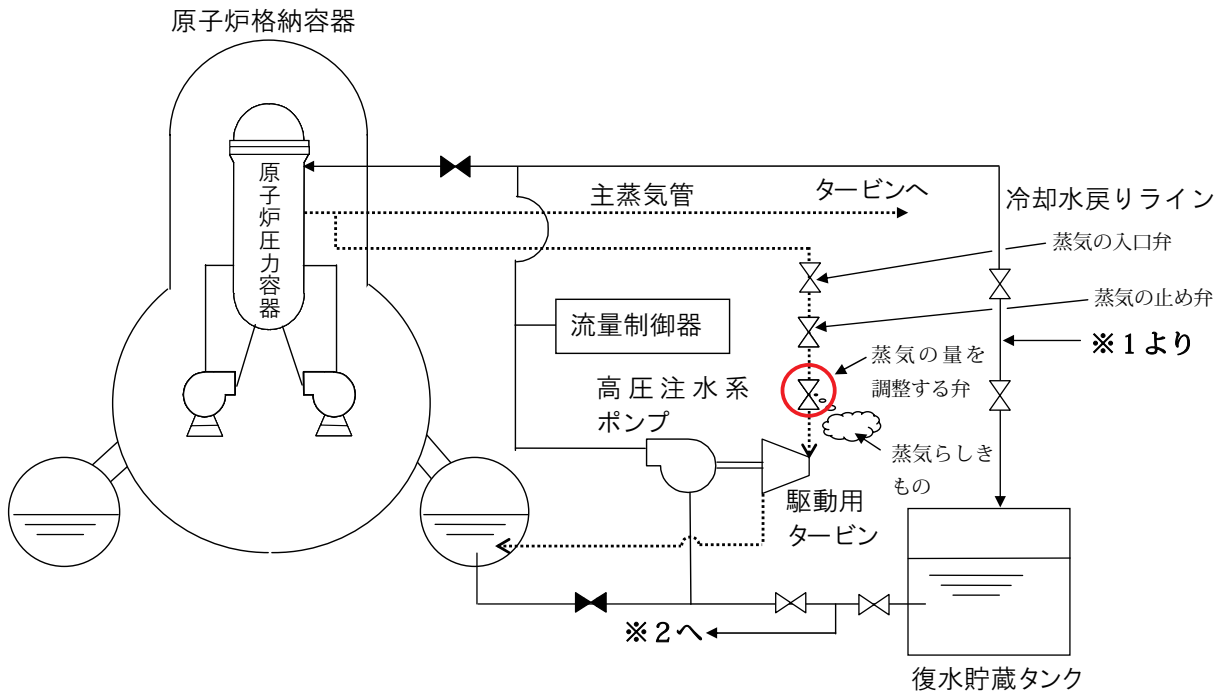 原子炉格納容器
原子炉圧力容器
主蒸気管
タービンへ
冷却水戻りライン
蒸気の入口弁
蒸気の止め弁
※1より
流量制御器
蒸気の量を
調整する弁
高圧注水系
ポンプ
蒸気らしき
もの
駆動用
タービン
※2へ
復水貯蔵タンク